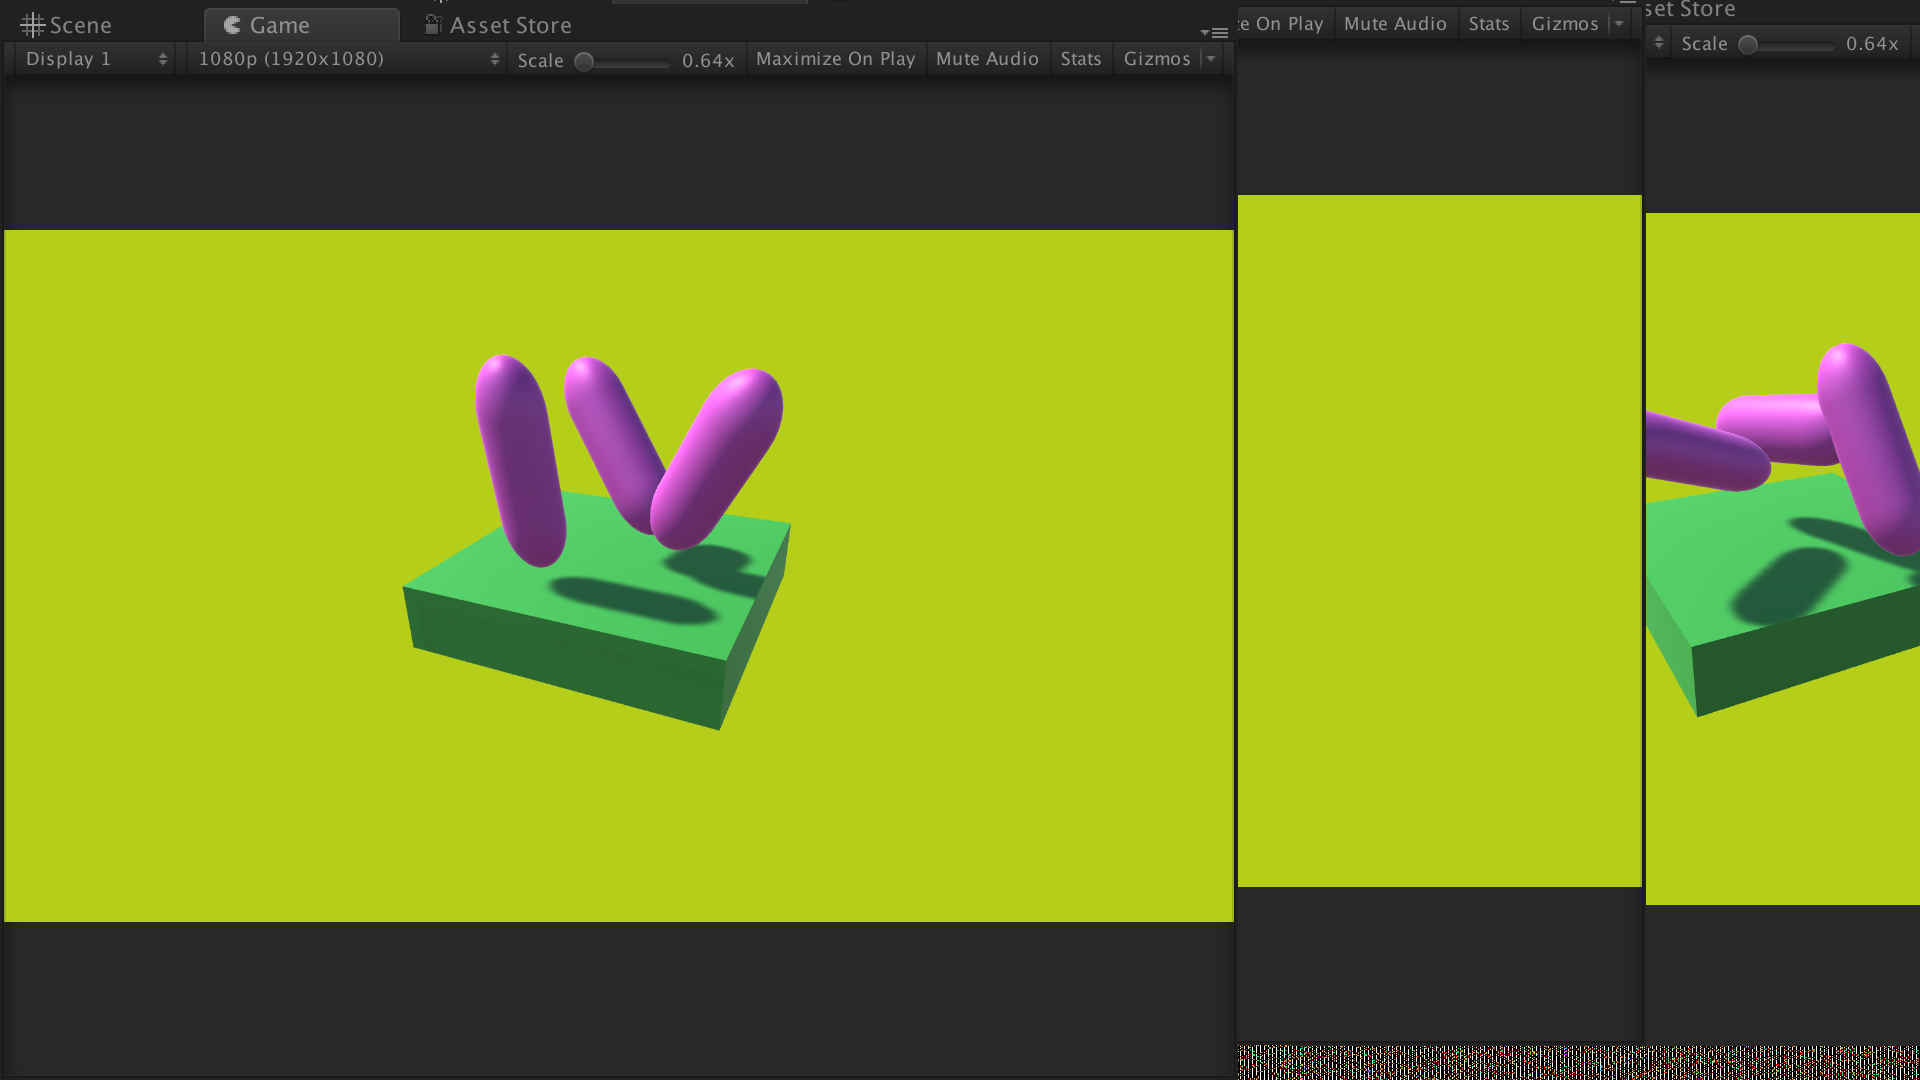 Scene Game Asset Store
Display 1 1080p (1920x1080) Scale 0.64x Maximize On Play Mute Audio Stats Gizmos
On Play Mute Audio Stats Gizmos
Store
Scale 0.64x